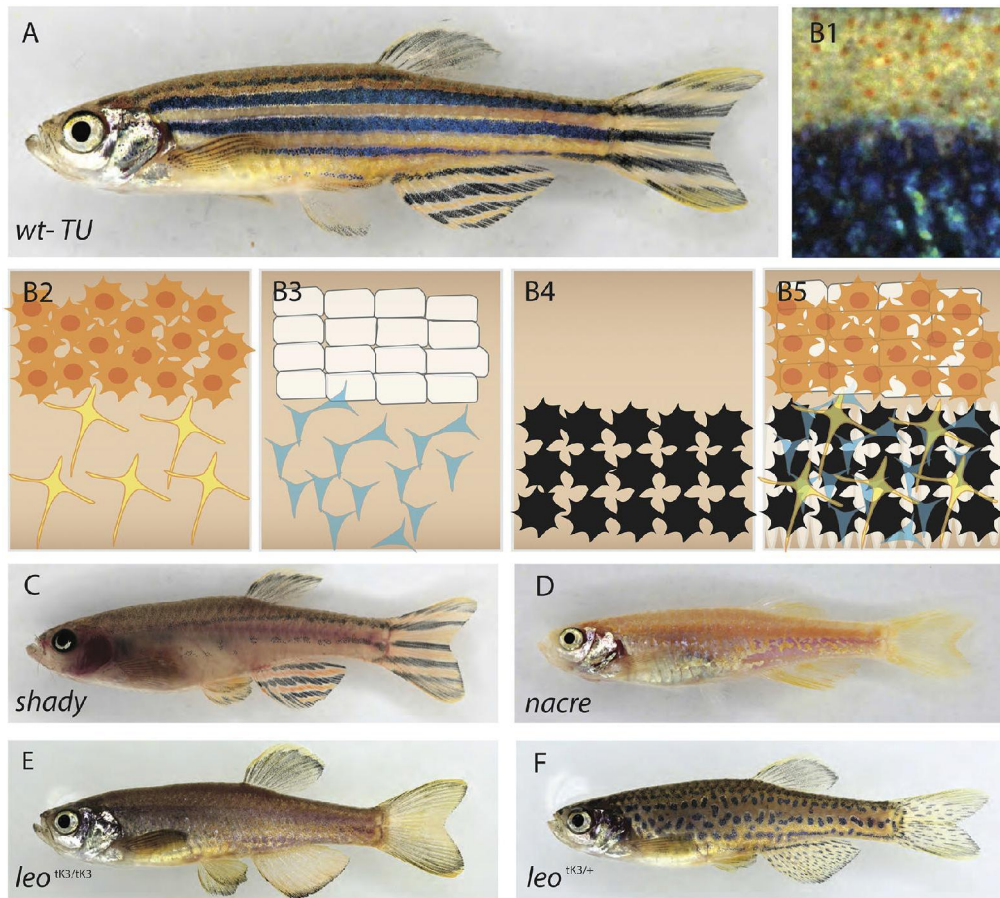 A
B1
wt- TU
B2
B3
B4
B5
C
D
shady
nacre
E
F
leo tK3/tK3
leo tK3/+